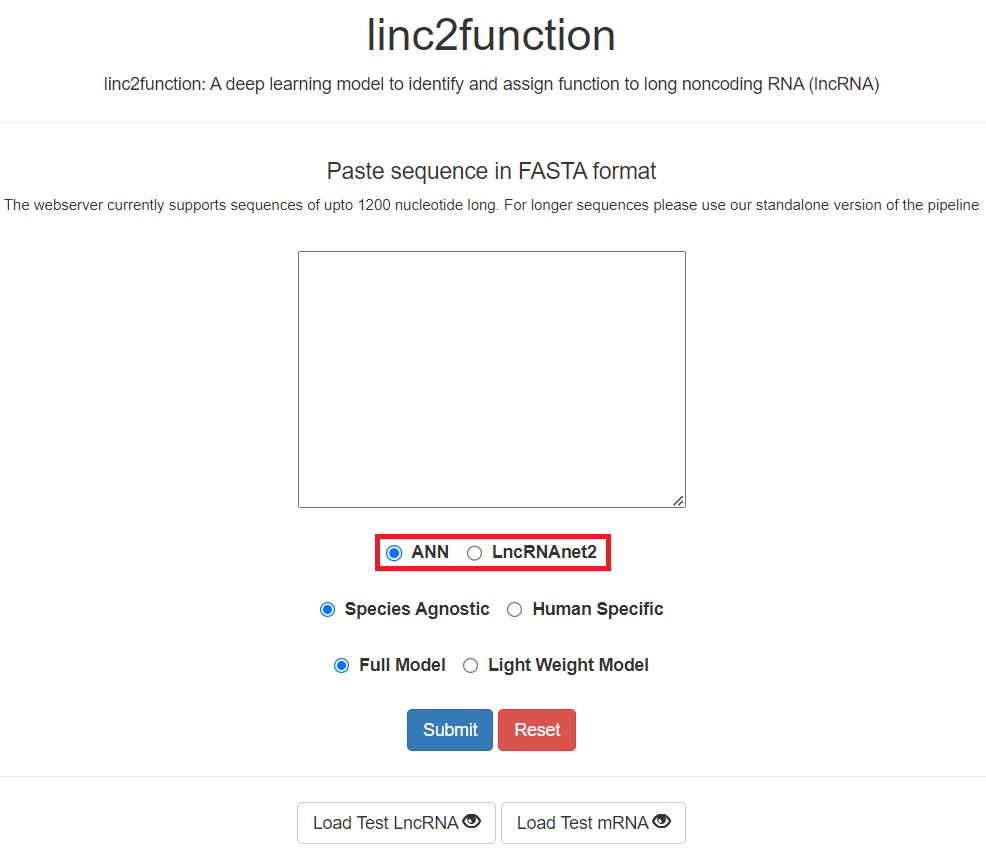 linc2function
linc2function: A deep learning model to identify and assign function to long noncoding RNA (lncRNA)
Paste sequence in FASTA format
The webserver currently supports sequences of upto 1200 nucleotide long. For longer sequences please use our standalone version of the pipeline
ANN LncRNAnet2
Species Agnostic Human Specific
Full Model Light Weight Model
Submit Reset
Load Test LncRNA Load Test mRNA